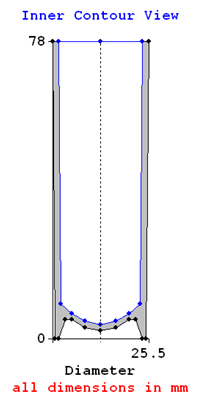 Inner Contour View
78
0
25.5
Diameter
all dimensions in mm